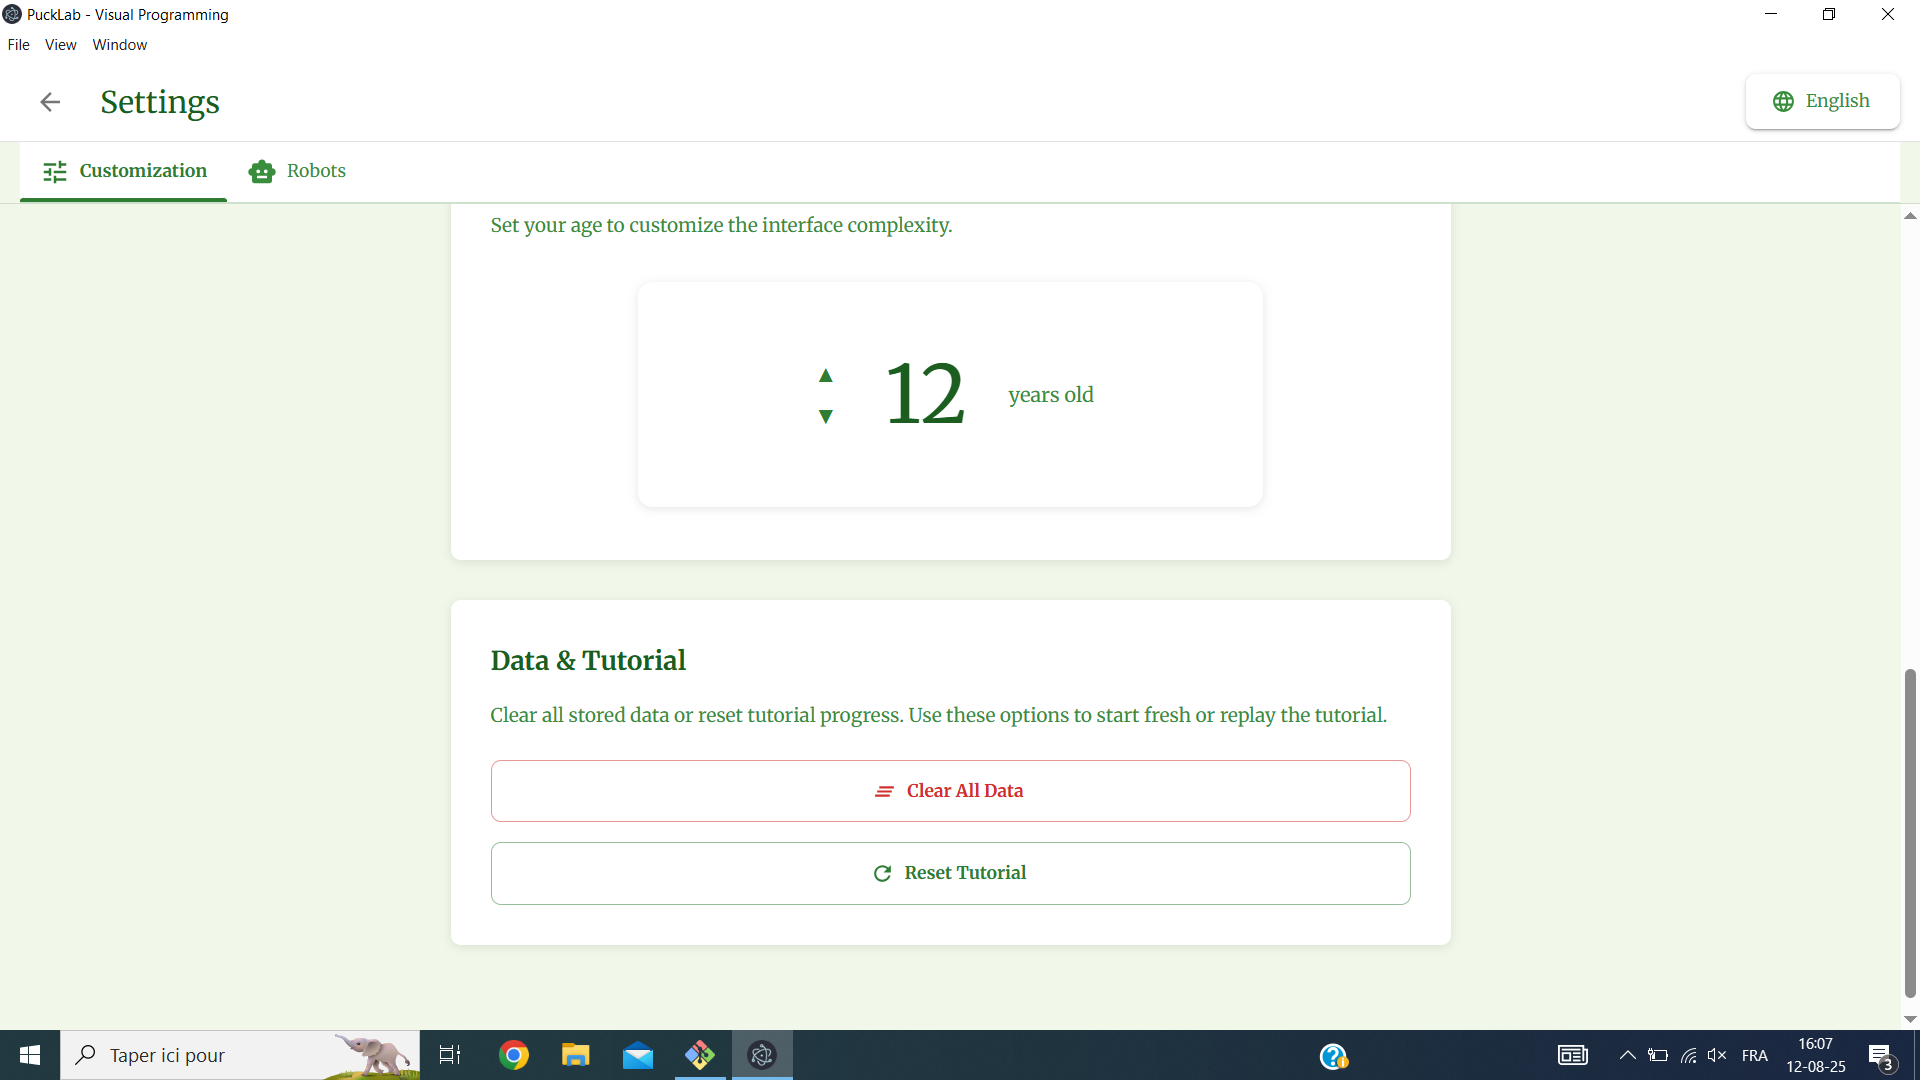 PuckLab - Visual Programming
File View Window
Settings
English
Customization Robots
Set your age to customize the interface complexity.
12 years old
Data & Tutorial
Clear all stored data or reset tutorial progress. Use these options to start fresh or replay the tutorial.
Clear All Data
Reset Tutorial
Taper ici pour
FRA
16:07
12-08-25
3